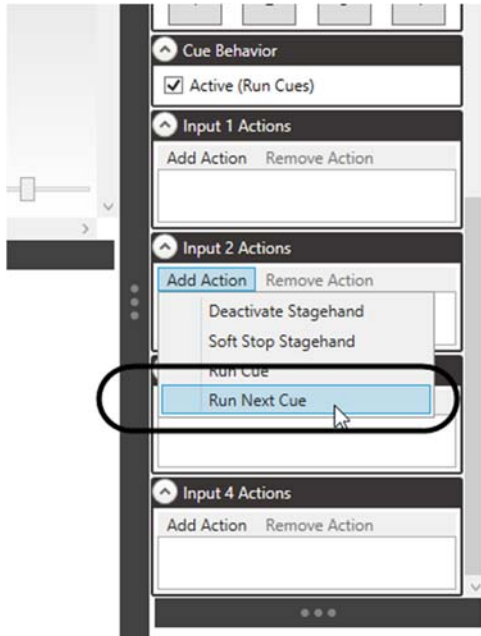 Cue Behavior
Active (Run Cues)
Input 1 Actions
Add Action Remove Action
Input 2 Actions
Add Action Remove Action
Deactivate Stagehand
Soft Stop Stagehand
Run Cue
Run Next Cue
Input 4 Actions
Add Action Remove Action